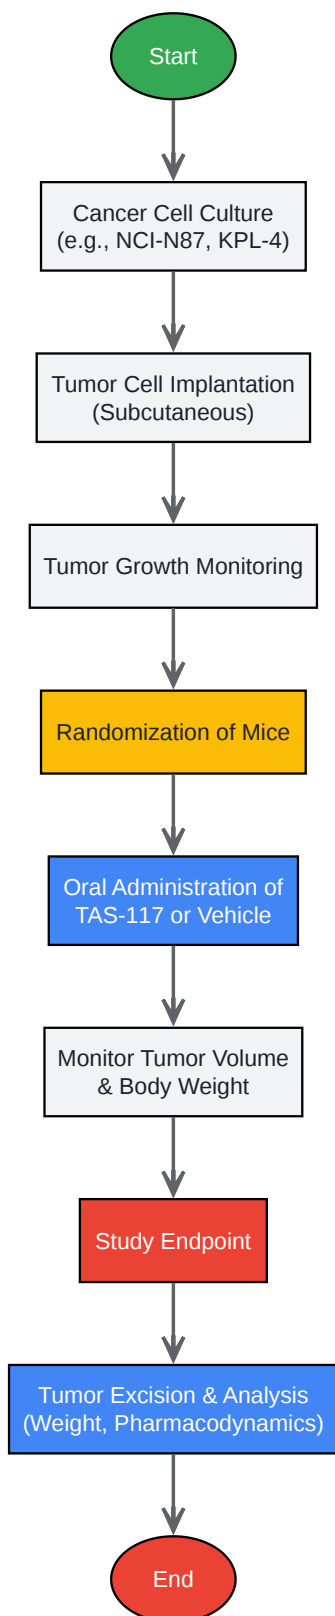 Start
Cancer Cell Culture
(e.g., NCI-N87, KPL-4)
Tumor Cell Implantation
(Subcutaneous)
Tumor Growth Monitoring
Randomization of Mice
Oral Administration of
TAS-117 or Vehicle
Monitor Tumor Volume
& Body Weight
Study Endpoint
Tumor Excision & Analysis
(Weight, Pharmacodynamics)
End